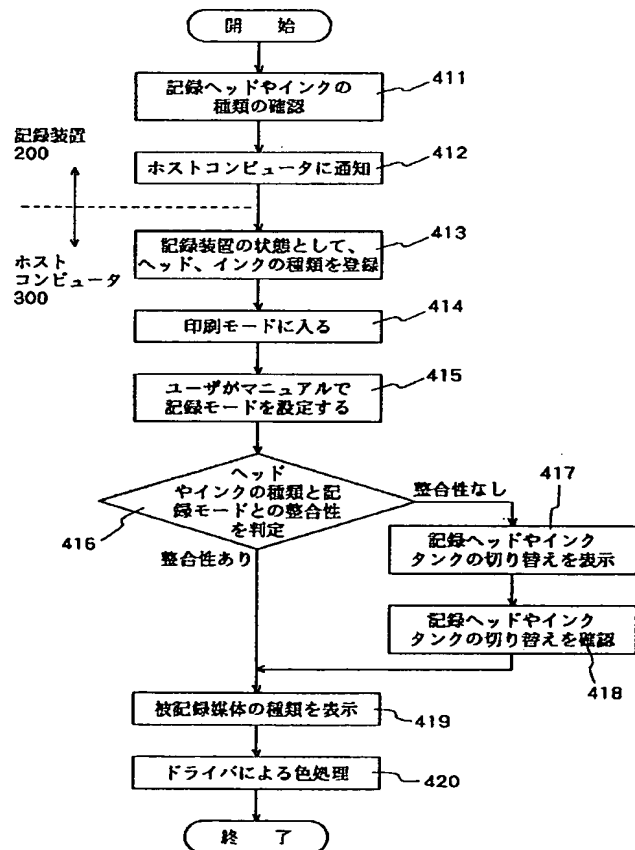 開 始
記録ヘッドやインクの
種類の確認
411
記録装置
200
ホストコンピュータに通知
412
ホスト
コンピュータ
300
記録装置の状態として、
ヘッド、インクの種類を登録
413
印刷モードに入る
414
ユーザがマニュアルで
記録モードを設定する
415
ヘッド
やインクの種類と記
録モードとの整合性
を判定
416
整合性なし
整合性あり
417
記録ヘッドやインク
タンクの切り替えを表示
記録ヘッドやインク
タンクの切り替えを確認
418
被記録媒体の種類を表示
419
ドライバによる色処理
420
終 了